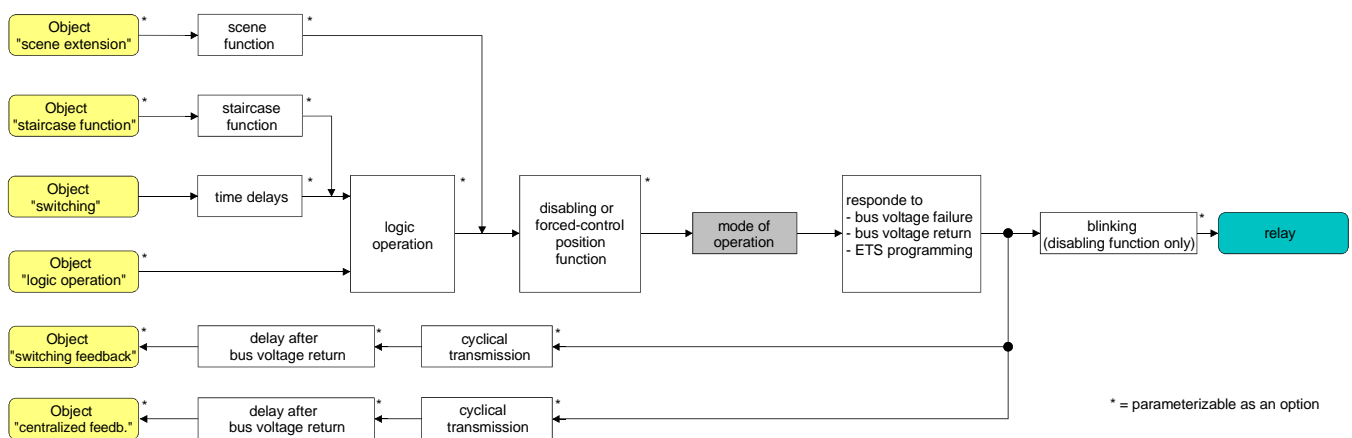 Object
"scene extension"
*
scene
function
*
Object
"staircase function"
*
staircase
function
*
Object
"switching"
time delays
*
Object
"logic operation"
*
logic
operation
*
disabling or
forced-control
position
function
*
mode of
operation
responde to
- bus voltage failure
- bus voltage return
- ETS programming
blinking
(disabling function only)
*
relay
Object
"switching feedback"
*
delay after
bus voltage return
*
cyclical
transmission
*
Object
"centralized feedb."
*
delay after
bus voltage return
*
cyclical
transmission
*
* = parameterizable as an option